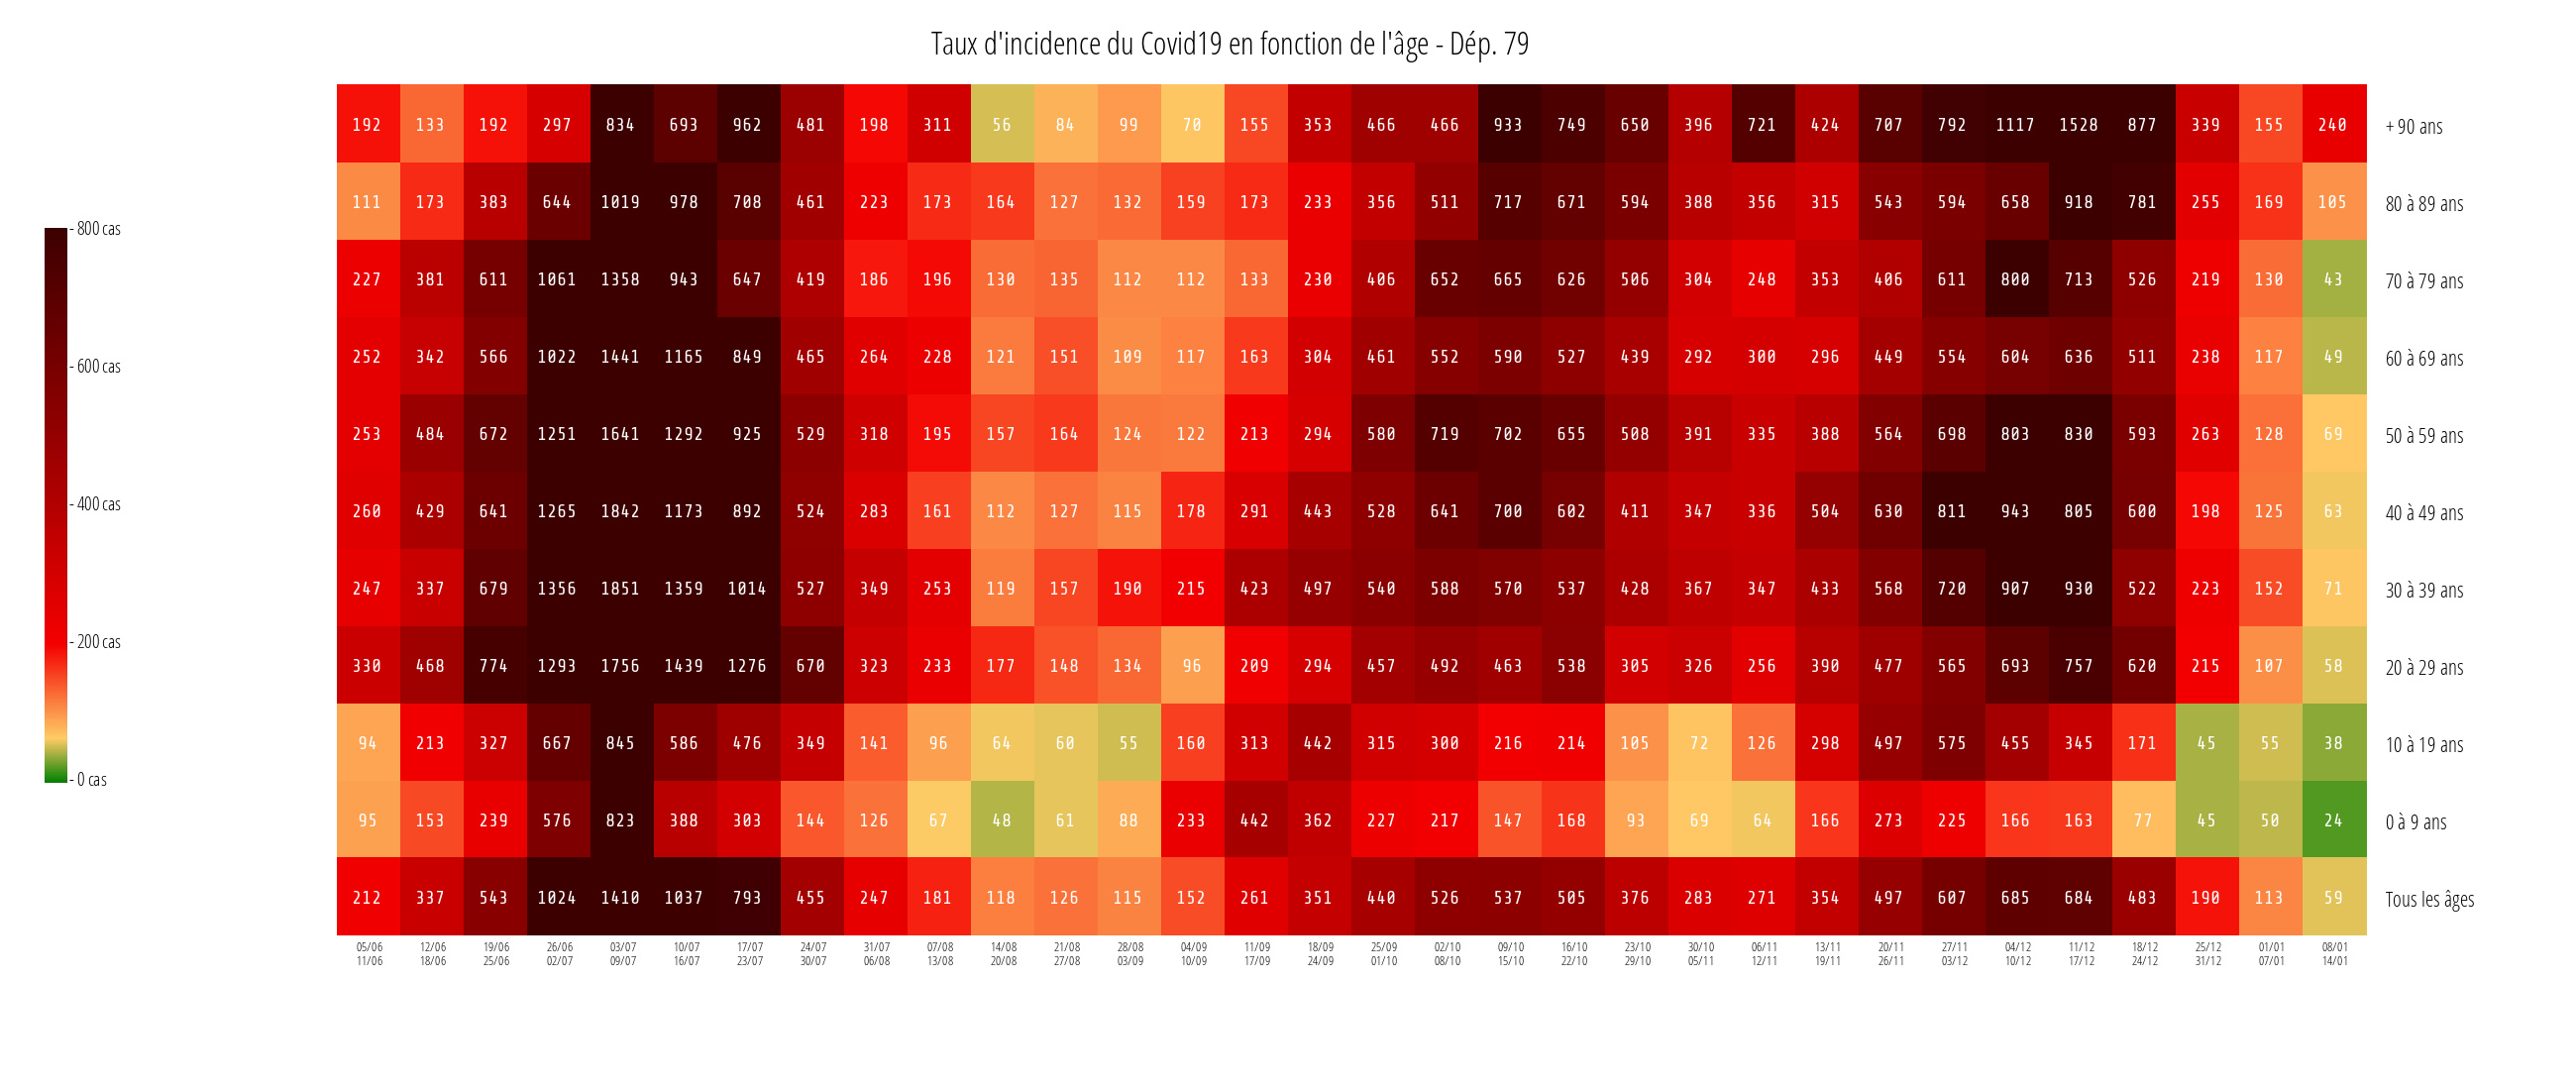 Taux d'incidence du Covid19 en fonction de l'âge - Dép. 79
192 133 192 297 834 693 962 481 198 311 56 84 99 70 155 353 466 466 933 749 650 396 721 424 707 792 1117 1528 877 339 155 240 + 90 ans
111 173 383 644 1019 978 708 461 223 173 164 127 132 159 173 233 356 511 717 671 594 388 356 315 543 594 658 918 781 255 169 105 80 à 89 ans
- 800 cas
227 381 611 1061 1358 943 647 419 186 196 130 135 112 112 133 230 406 652 665 626 506 304 248 353 406 611 800 713 526 219 130 43 70 à 79 ans
252 342 566 1022 1441 1165 849 465 264 228 121 151 109 117 163 304 461 552 590 527 439 292 300 296 449 554 604 636 511 238 117 49 60 à 69 ans
- 600 cas
253 484 672 1251 1641 1292 925 529 318 195 157 164 124 122 213 294 580 719 702 655 508 391 335 388 564 698 803 830 593 263 128 69 50 à 59 ans
- 400 cas
260 429 641 1265 1842 1173 892 524 283 161 112 127 115 178 291 443 528 641 700 602 411 347 336 504 630 811 943 805 600 198 125 63 40 à 49 ans
247 337 679 1356 1851 1359 1014 527 349 253 119 157 190 215 423 497 540 588 570 537 428 367 347 433 568 720 907 930 522 223 152 71 30 à 39 ans
- 200 cas
330 468 774 1293 1756 1439 1276 670 323 233 177 148 134 96 209 294 457 492 463 538 305 326 256 390 477 565 693 757 620 215 107 58 20 à 29 ans
94 213 327 667 845 586 476 349 141 96 64 60 55 160 313 442 315 300 216 214 105 72 126 298 497 575 455 345 171 45 55 38 10 à 19 ans
- 0 cas
95 153 239 576 823 388 303 144 126 67 48 61 88 233 442 362 227 217 147 168 93 69 64 166 273 225 166 163 77 45 50 24 0 à 9 ans
212 337 543 1024 1410 1037 793 455 247 181 118 126 115 152 261 351 440 526 537 505 376 283 271 354 497 607 685 684 483 190 113 59 Tous les âges
05/06 12/06 19/06 26/06 03/07 10/07 17/07 24/07 31/07 07/08 14/08 21/08 28/08 04/09 11/09 18/09 25/09 02/10 09/10 16/10 23/10 30/10 06/11 13/11 20/11 27/11 04/12 11/12 18/12 25/12 01/01 08/01
11/06 18/06 25/06 02/07 09/07 16/07 23/07 30/07 06/08 13/08 20/08 27/08 03/09 10/09 17/09 24/09 01/10 08/10 15/10 22/10 29/10 05/11 12/11 19/11 26/11 03/12 10/12 17/12 24/12 31/12 07/01 14/01